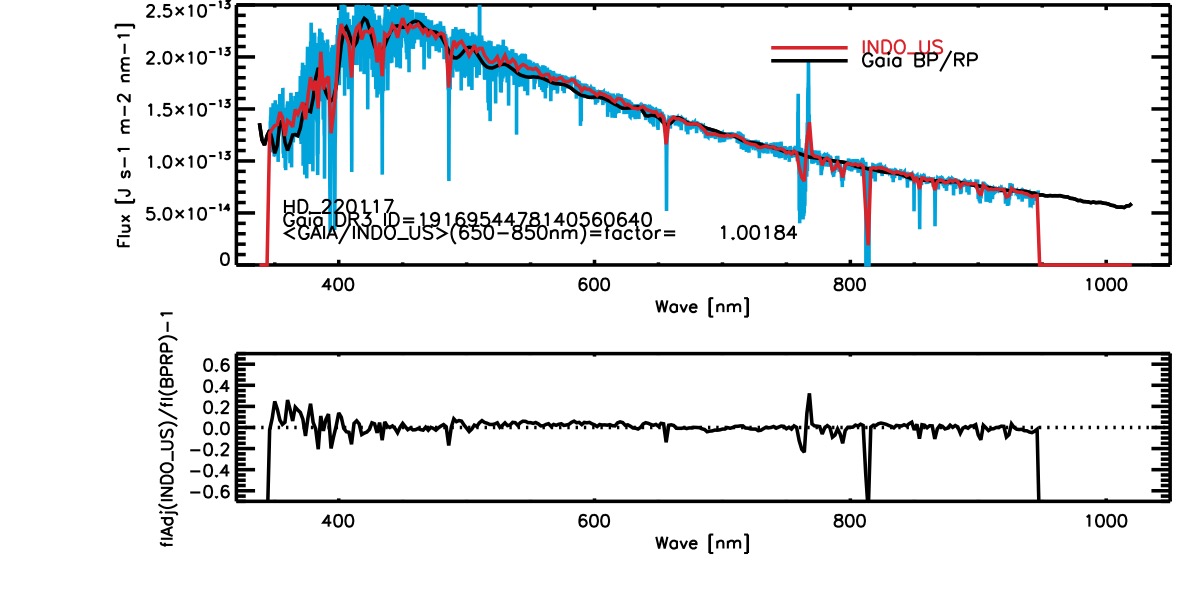 2.5×10−13
2.0×10−13
1.5×10−13
1.0×10−13
5.0×10−14
0
Flux [J s−1 m−2 nm−1]
INDO_US
Gaia BP/RP
HD_220117
Gaia DR3_ID=1916954478140560640
<GAIA/INDO_US>(650−850nm)=factor= 1.00184
400 600 800 1000
Wave [nm]
flAdj(INDO_US)/fl(BPRP)−1
0.6
0.4
0.2
0.0
−0.2
−0.4
−0.6
400 600 800 1000
Wave [nm]